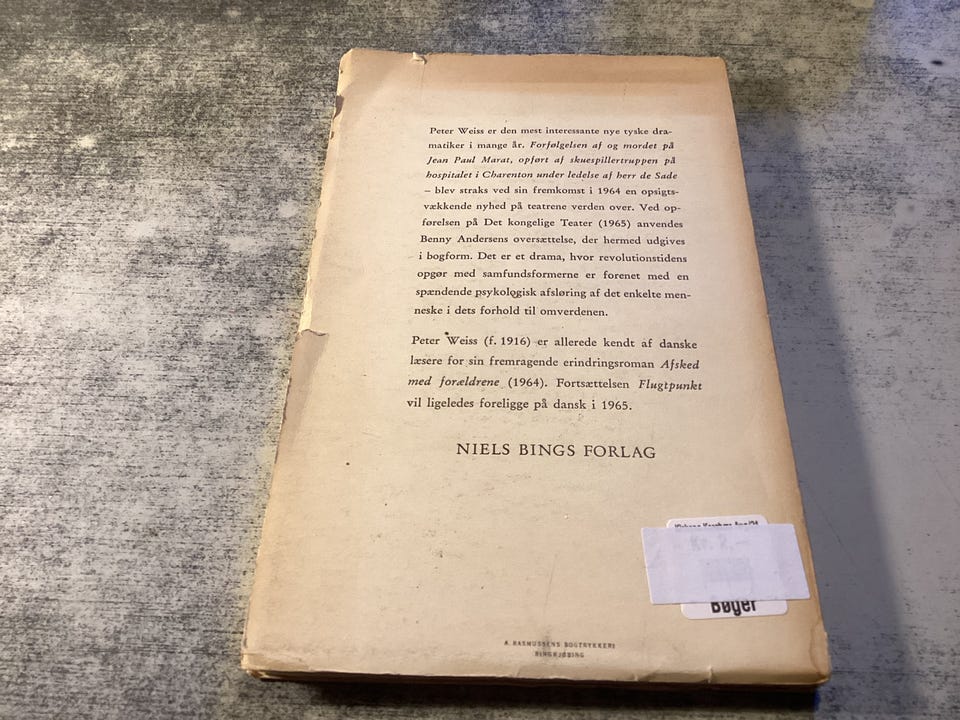 Peter Weiss er den mest interessante nye tyske dra-
matiker i mange år. Forfølgelsen af og mordet på
Jean Paul Marat, opført af skuespillertruppen på
hospitalet i Charenton under ledelse af herr de Sade
– blev straks ved sin fremkomst i 1964 en opsigts-
vækkende nyhed på teatrene verden over. Ved op-
førelsen på Det kongelige Teater (1965) anvendes
Benny Andersens oversættelse, der hermed udgives
i bogform. Det er et drama, hvor revolutionstidens
opgør med samfundsformerne er forenet med en
spændende psykologisk afsløring af det enkelte men-
neske i dets forhold til omverdenen.
Peter Weiss (f. 1916) er allerede kendt af danske
læsere for sin fremragende erindringsroman Afsked
med forældrene (1964). Fortsættelsen Flugtpunkt
vil ligeledes foreligge på dansk i 1965.
NIELS BINGS FORLAG
Kr. 2,–
Bøger
A. RASMUSSENS BOGTRYKKERI
RINGKJØBING